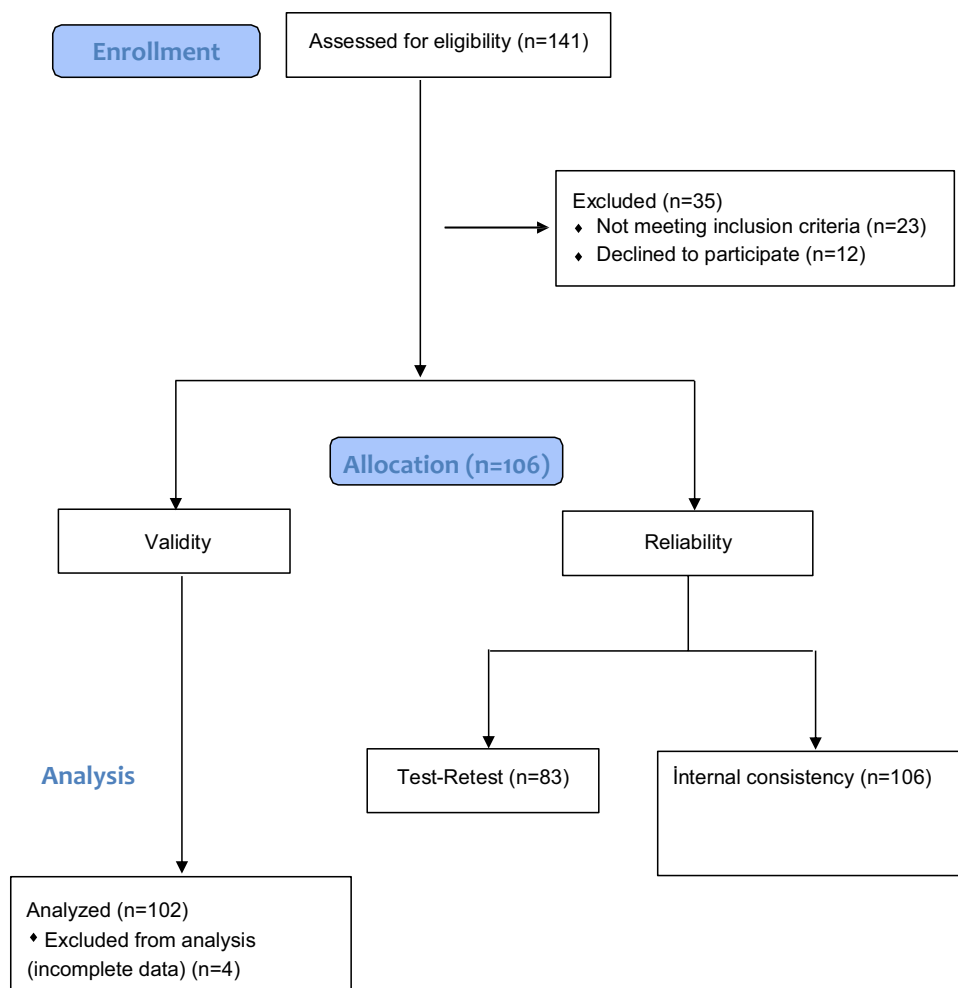 Enrollment
Assessed for eligibility (n=141)
Excluded (n=35)
♦ Not meeting inclusion criteria (n=23)
♦ Declined to participate (n=12)
Allocation (n=106)
Validity
Reliability
Analysis
Test-Retest (n=83)
İnternal consistency (n=106)
Analyzed (n=102)
♦ Excluded from analysis
(incomplete data) (n=4)